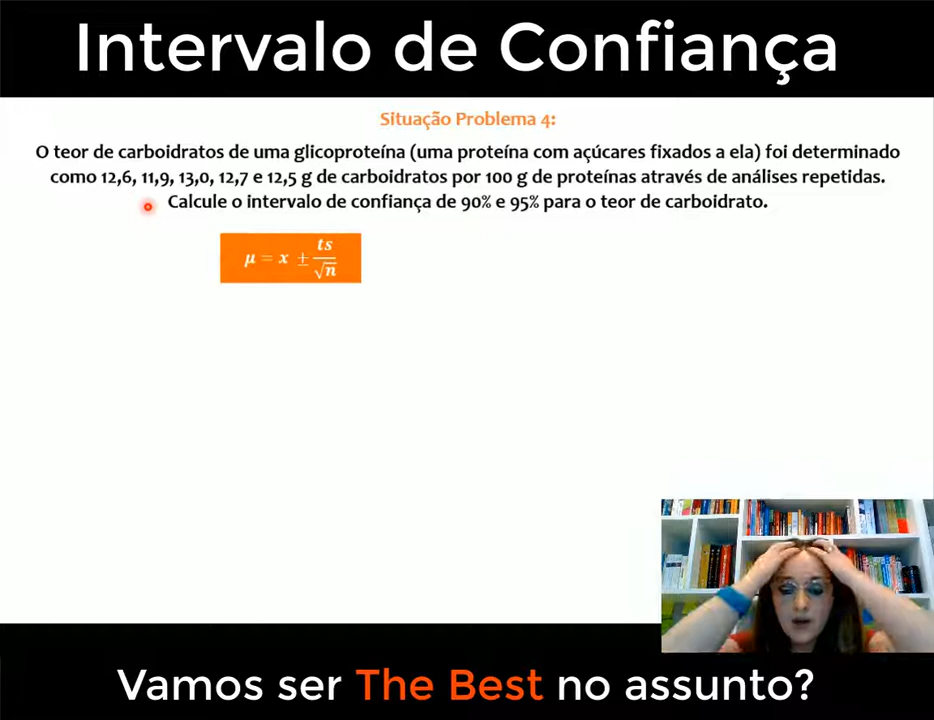 Intervalo de Confiança
Situação Problema 4:
O teor de carboidratos de uma glicoproteína (uma proteína com açúcares fixados a ela) foi determinado
como 12,6, 11,9, 13,0, 12,7 e 12,5 g de carboidratos por 100 g de proteínas através de análises repetidas.
Calcule o intervalo de confiança de 90% e 95% para o teor de carboidrato.
μ = x ± ts/√n
Vamos ser The Best no assunto?